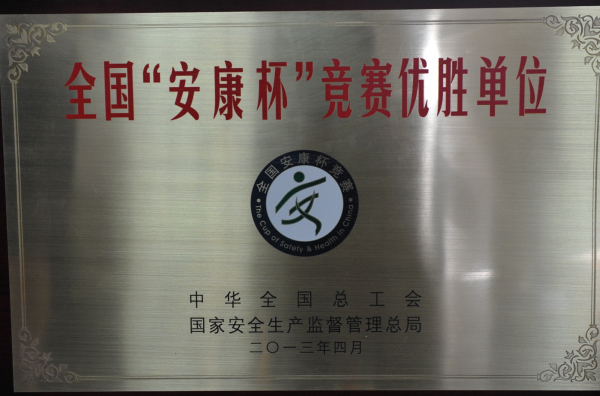 全国“安康杯”竞赛优胜单位
全国安康杯竞赛
The Cup of Safety & Health in China
中华全国总工会
国家安全生产监督管理总局
二〇一三年四月